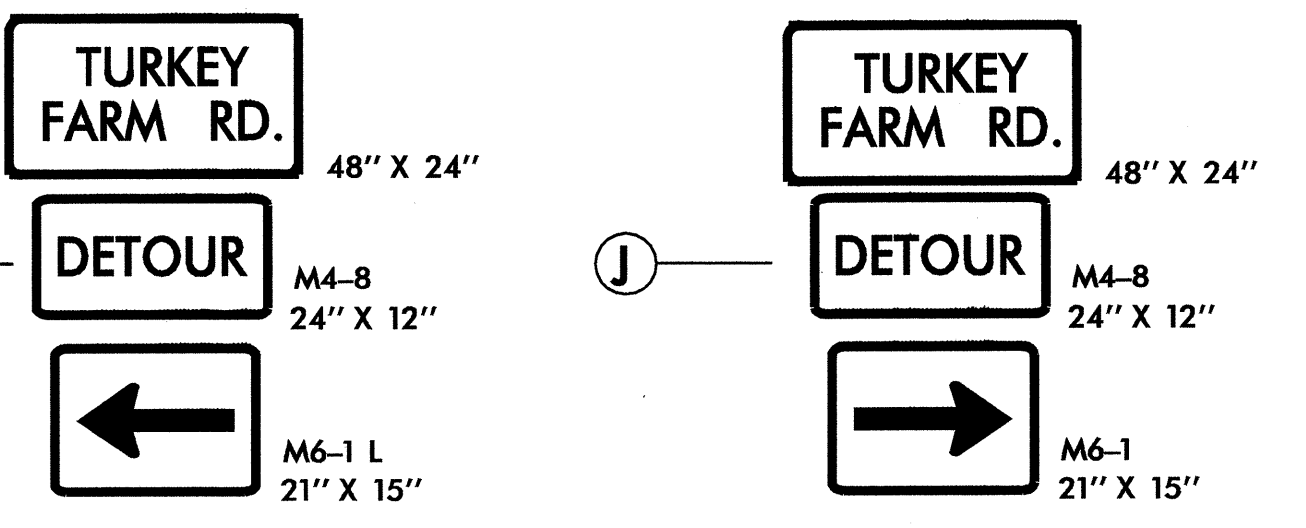 TURKEY
FARM RD.
48" X 24"
DETOUR
M4–8
24" X 12"
M6–1 L
21" X 15"
J
TURKEY
FARM RD.
48" X 24"
DETOUR
M4–8
24" X 12"
M6–1
21" X 15"